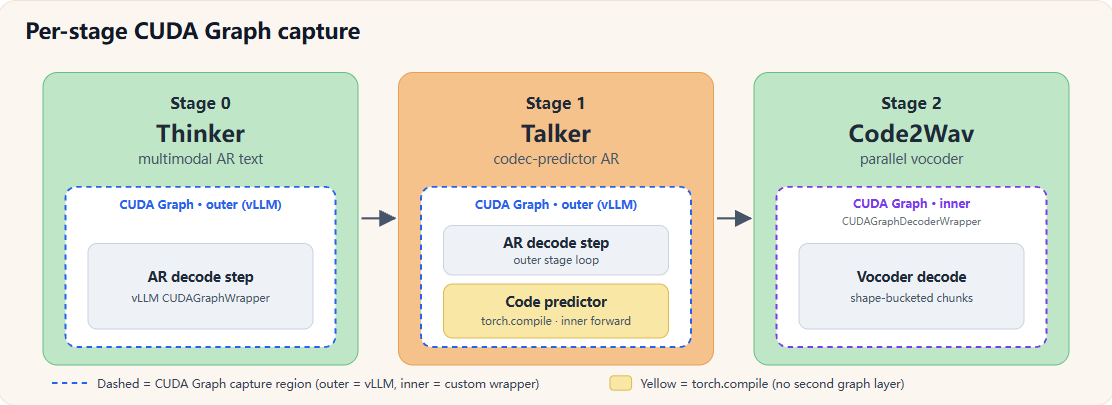 Per-stage CUDA Graph capture
Stage 0
Thinker
multimodal AR text
CUDA Graph • outer (vLLM)
AR decode step
vLLM CUDAGraphWrapper
Stage 1
Talker
codec-predictor AR
CUDA Graph • outer (vLLM)
AR decode step
outer stage loop
Code predictor
torch.compile · inner forward
Stage 2
Code2Wav
parallel vocoder
CUDA Graph • inner
CUDAGraphDecoderWrapper
Vocoder decode
shape-bucketed chunks
Dashed = CUDA Graph capture region (outer = vLLM, inner = custom wrapper)
Yellow = torch.compile (no second graph layer)